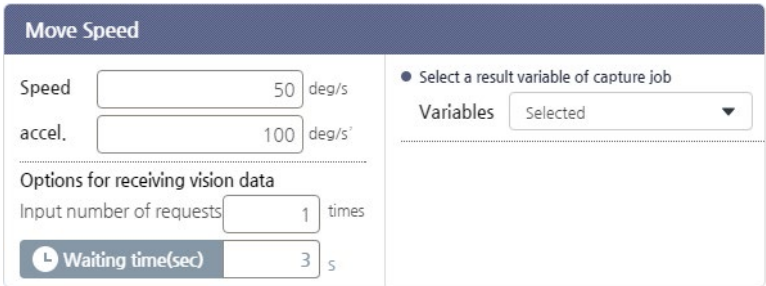 Move Speed
Speed 50 deg/s
accel. 100 deg/s²
Options for receiving vision data
Input number of requests 1 times
Waiting time(sec) 3 s
Select a result variable of capture job
Variables Selected